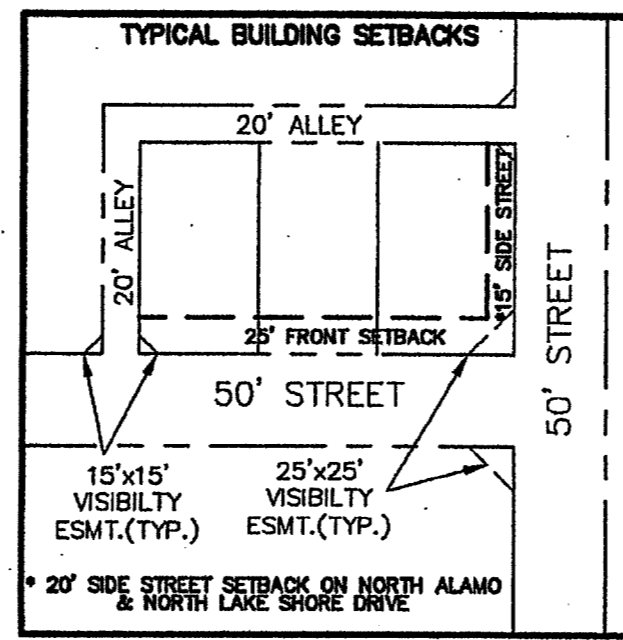 TYPICAL BUILDING SETBACKS
20' ALLEY
20' ALLEY
*15' SIDE STREET
25' FRONT SETBACK
50' STREET
50' STREET
15'x15'
VISIBILTY
ESMT.(TYP.)
25'x25'
VISIBILTY
ESMT.(TYP.)
* 20' SIDE STREET SETBACK ON NORTH ALAMO
& NORTH LAKE SHORE DRIVE